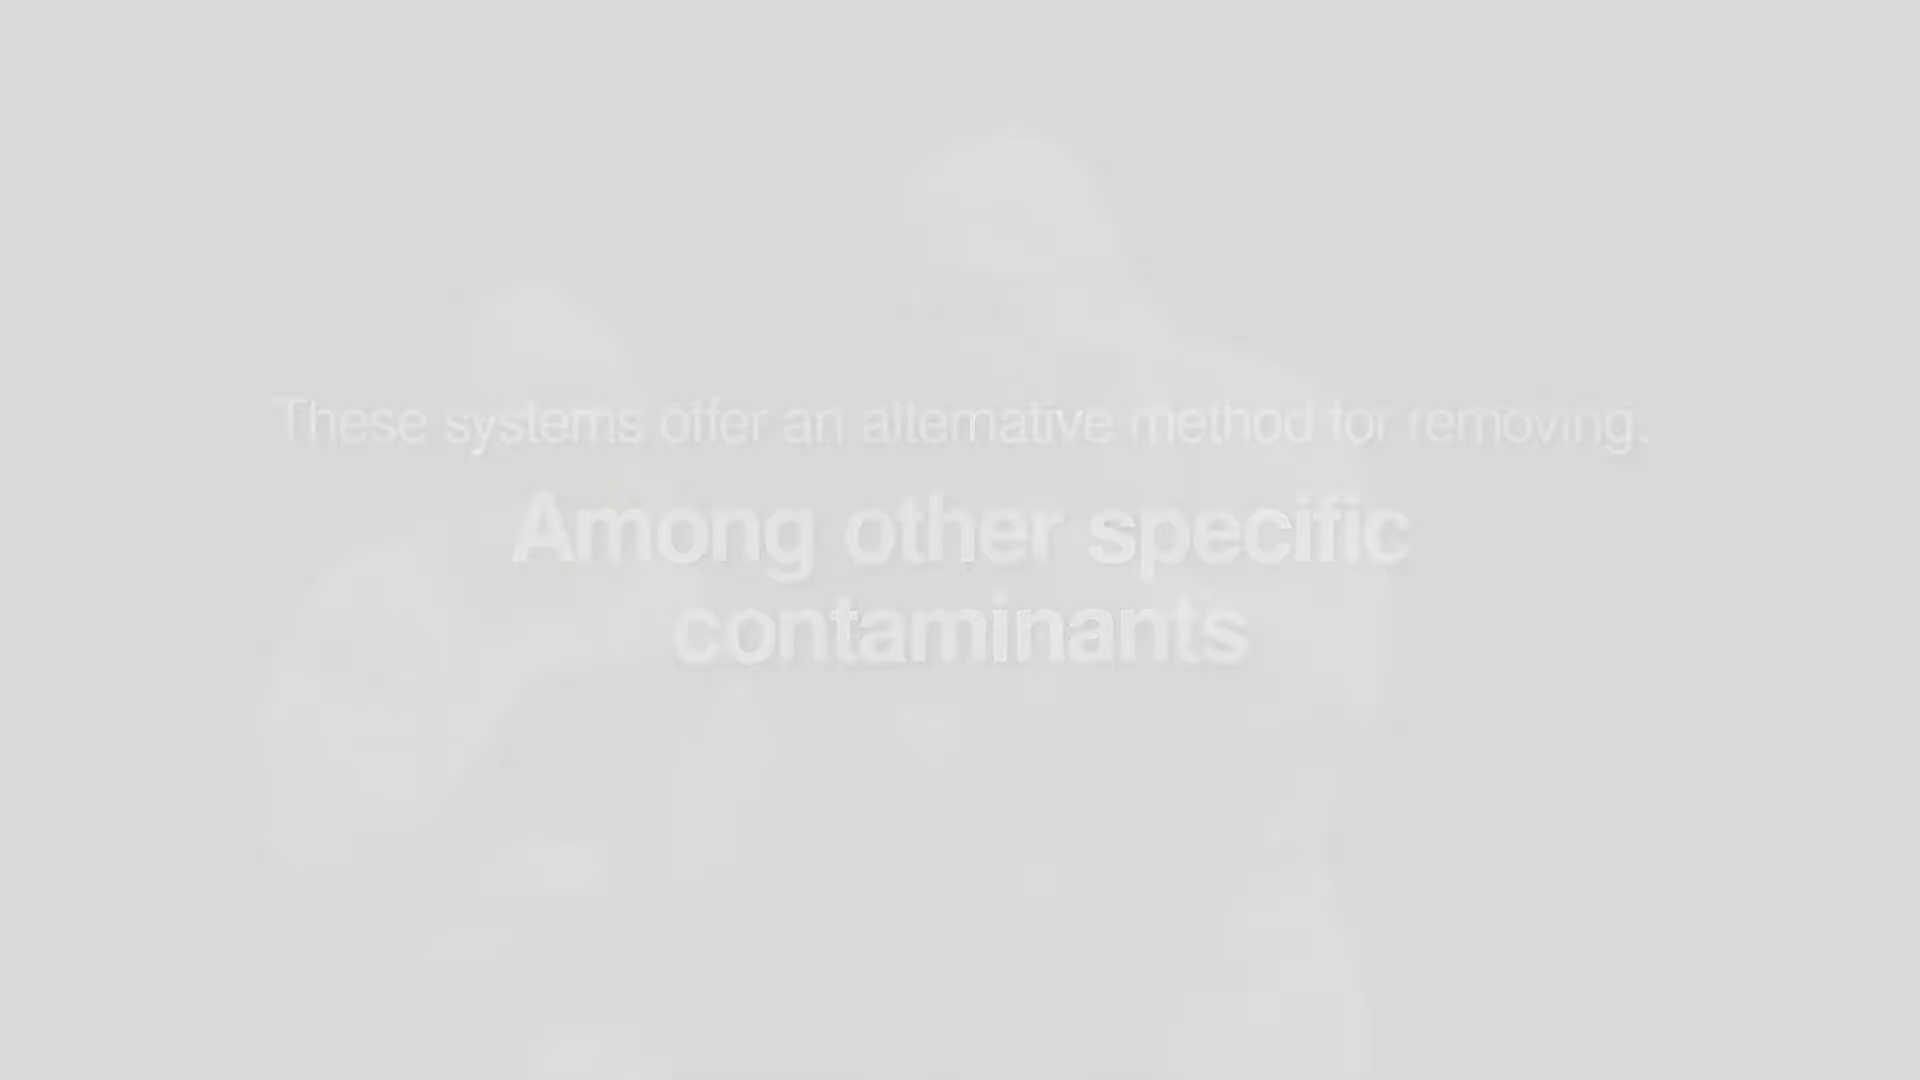 These systems offer an alternative method for removing:
Among other specific
contaminants